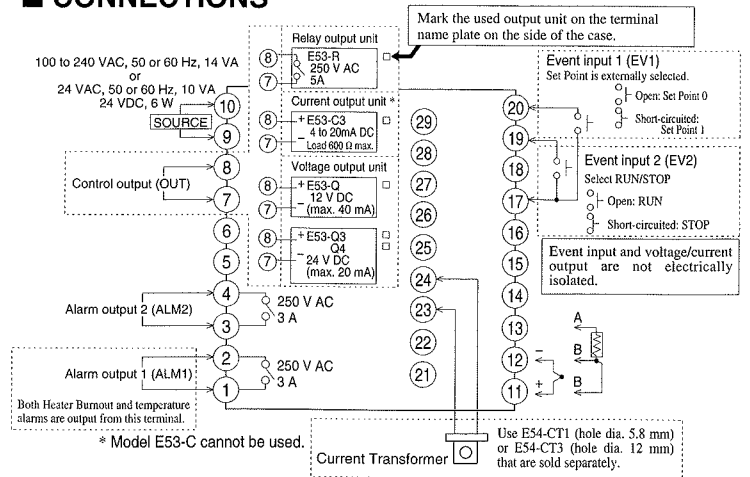 ■ CONNECTIONS
Mark the used output unit on the terminal
name plate on the side of the case.
Relay output unit
8
7
E53-R
250 V AC
5A
Current output unit *
8
7
+ E53-C3
4 to 20mA DC
− Load 600 Ω max.
Voltage output unit
8
7
+ E53-Q
12 V DC
− (max. 40 mA)
8
7
+ E53-Q3
Q4
− 24 V DC
(max. 20 mA)
100 to 240 VAC, 50 or 60 Hz, 14 VA
or
24 VAC, 50 or 60 Hz, 10 VA
24 VDC, 6 W
SOURCE
Control output (OUT)
10
9
8
7
6
5
4
3
2
1
Alarm output 2 (ALM2)
250 V AC
3 A
Alarm output 1 (ALM1)
250 V AC
3 A
Both Heater Burnout and temperature
alarms are output from this terminal.
* Model E53-C cannot be used.
29
28
27
26
25
24
23
22
21
20
19
18
17
16
15
14
13
12
11
Event input 1 (EV1)
Set Point is externally selected.
Open: Set Point 0
Short-circuited:
Set Point 1
Event input 2 (EV2)
Select RUN/STOP
Open: RUN
Short-circuited: STOP
Event input and voltage/current
output are not electrically
isolated.
A
− B
+ B
Current Transformer
Use E54-CT1 (hole dia. 5.8 mm)
or E54-CT3 (hole dia. 12 mm)
that are sold separately.